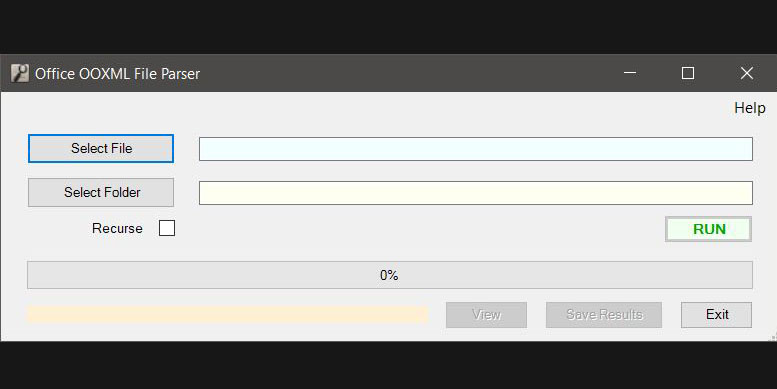 Office OOXML File Parser
Help
Select File
Select Folder
Recurse
RUN
0%
View
Save Results
Exit